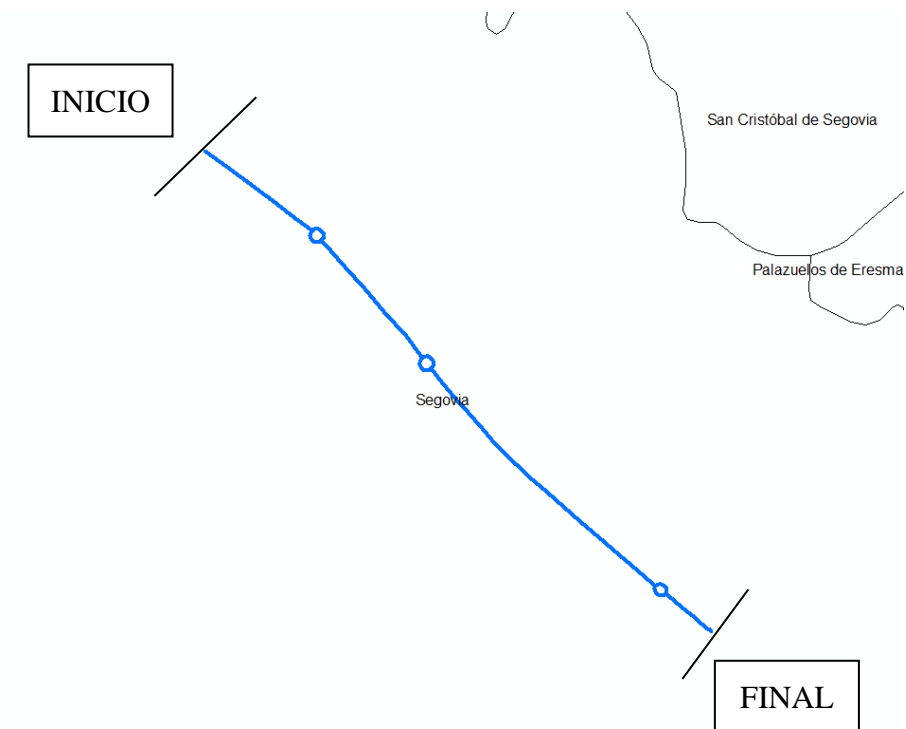 INICIO
San Cristóbal de Segovia
Palazuelos de Eresma
Segovia
FINAL